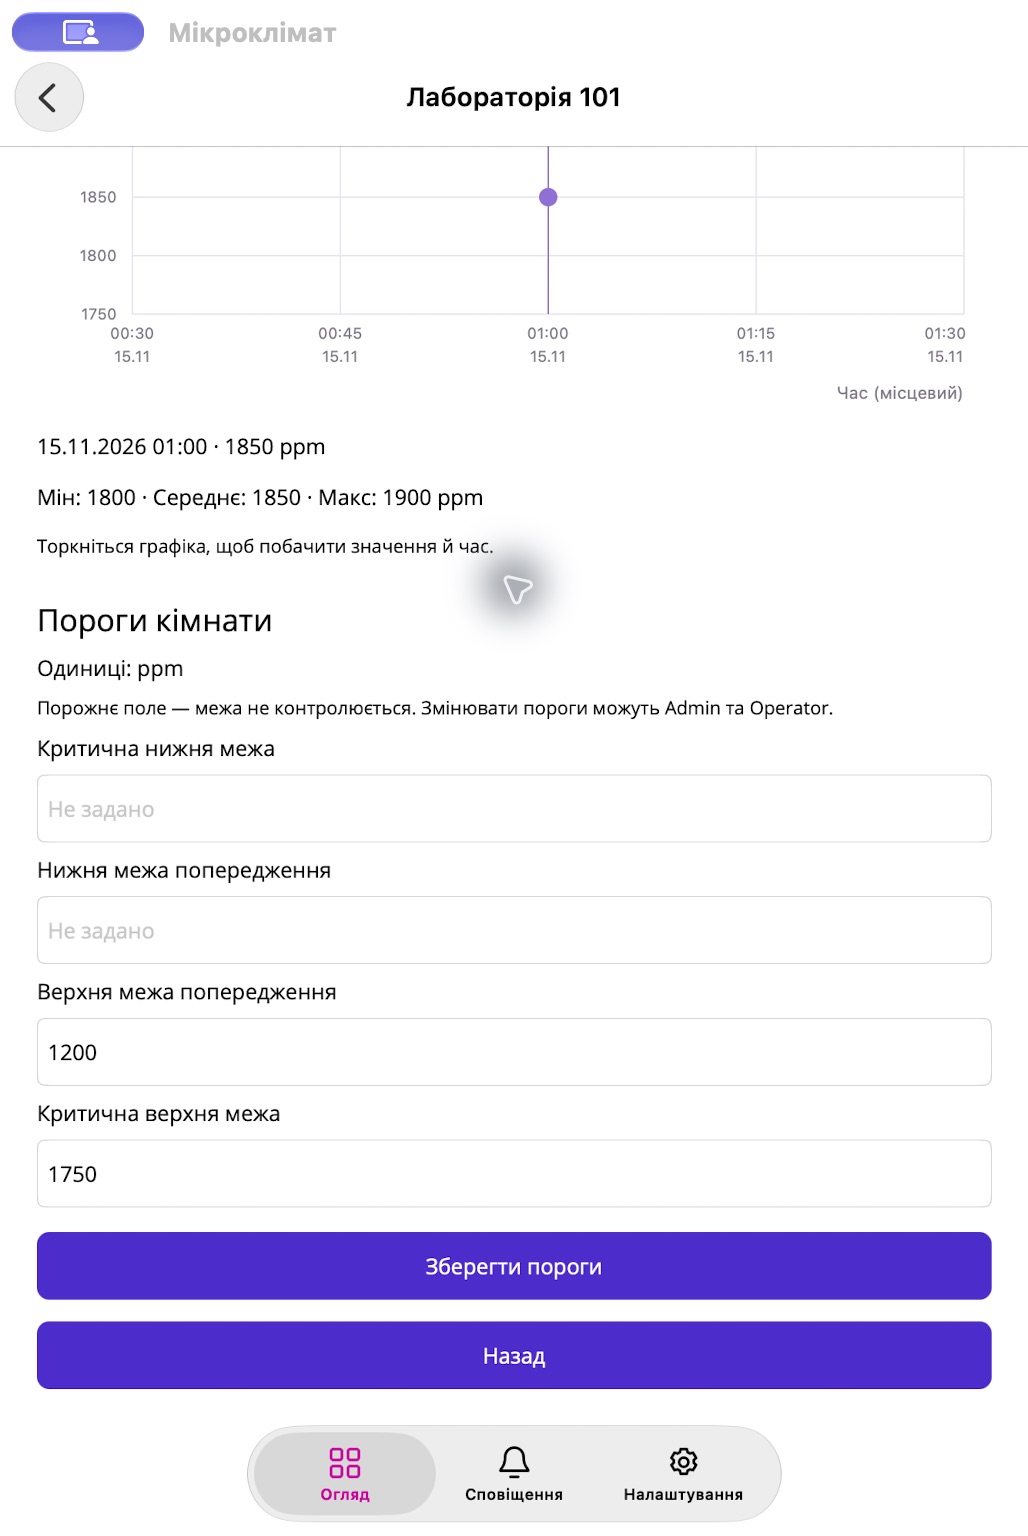 Мікроклімат
Лабораторія 101
1850
1800
1750
00:30 00:45 01:00 01:15 01:30
15.11 15.11 15.11 15.11 15.11
Час (місцевий)
15.11.2026 01:00 · 1850 ppm
Мін: 1800 · Середнє: 1850 · Макс: 1900 ppm
Торкніться графіка, щоб побачити значення й час.
Пороги кімнати
Одиниці: ppm
Порожнє поле — межа не контролюється. Змінювати пороги можуть Admin та Operator.
Критична нижня межа
Не задано
Нижня межа попередження
Не задано
Верхня межа попередження
1200
Критична верхня межа
1750
Зберегти пороги
Назад
Огляд Сповіщення Налаштування